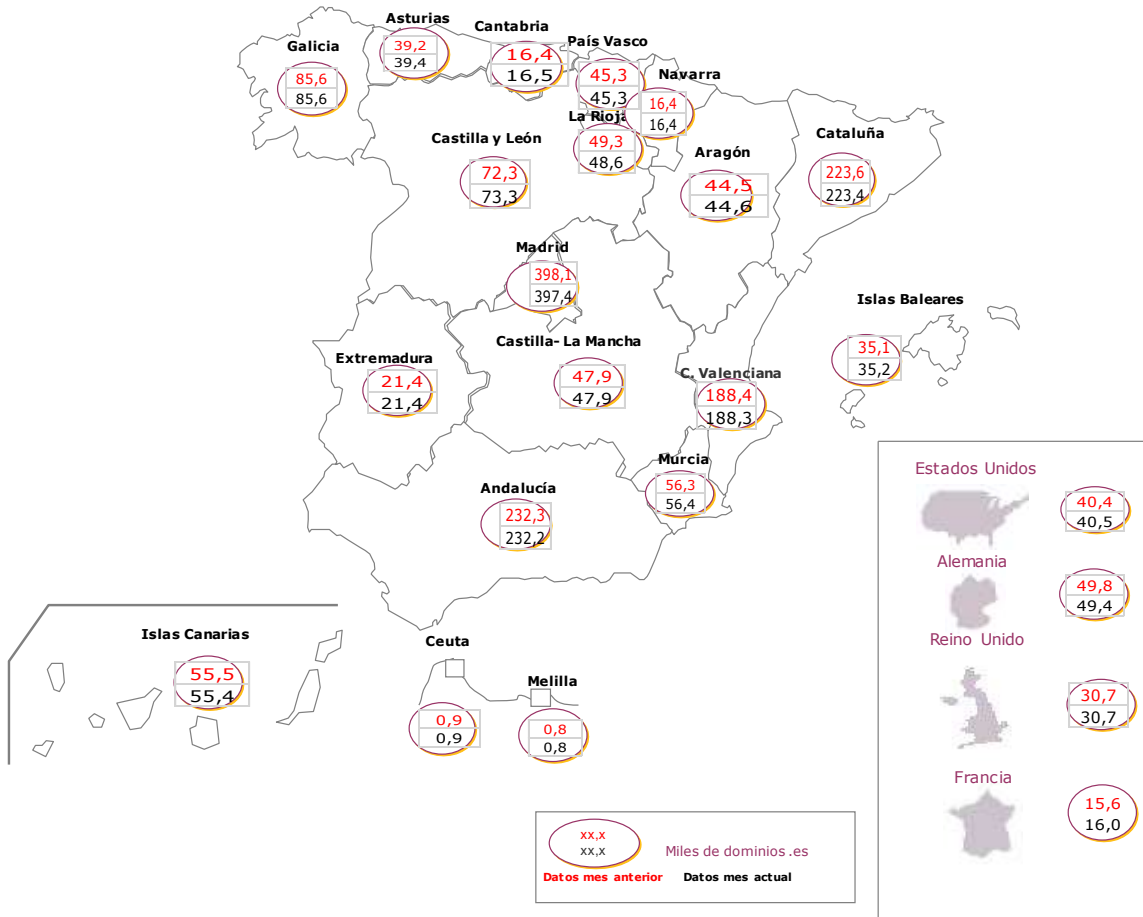 Asturias
39,2
39,4
Cantabria
16,4
16,5
Galicia
85,6
85,6
País Vasco
45,3
45,3
Navarra
16,4
16,4
La Rioja
49,3
48,6
Castilla y León
72,3
73,3
Aragón
44,5
44,6
Cataluña
223,6
223,4
Madrid
398,1
397,4
Islas Baleares
35,1
35,2
Extremadura
21,4
21,4
Castilla- La Mancha
47,9
47,9
C. Valenciana
188,4
188,3
Murcia
56,3
56,4
Andalucía
232,3
232,2
Islas Canarias
55,5
55,4
Ceuta
0,9
0,9
Melilla
0,8
0,8
Estados Unidos
40,4
40,5
Alemania
49,8
49,4
Reino Unido
30,7
30,7
Francia
15,6
16,0
xx,x
xx,x
Miles de dominios .es
Datos mes anterior
Datos mes actual